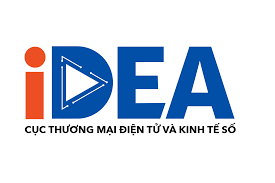 iDEA
CỤC THƯƠNG MẠI ĐIỆN TỬ VÀ KINH TẾ SỐ